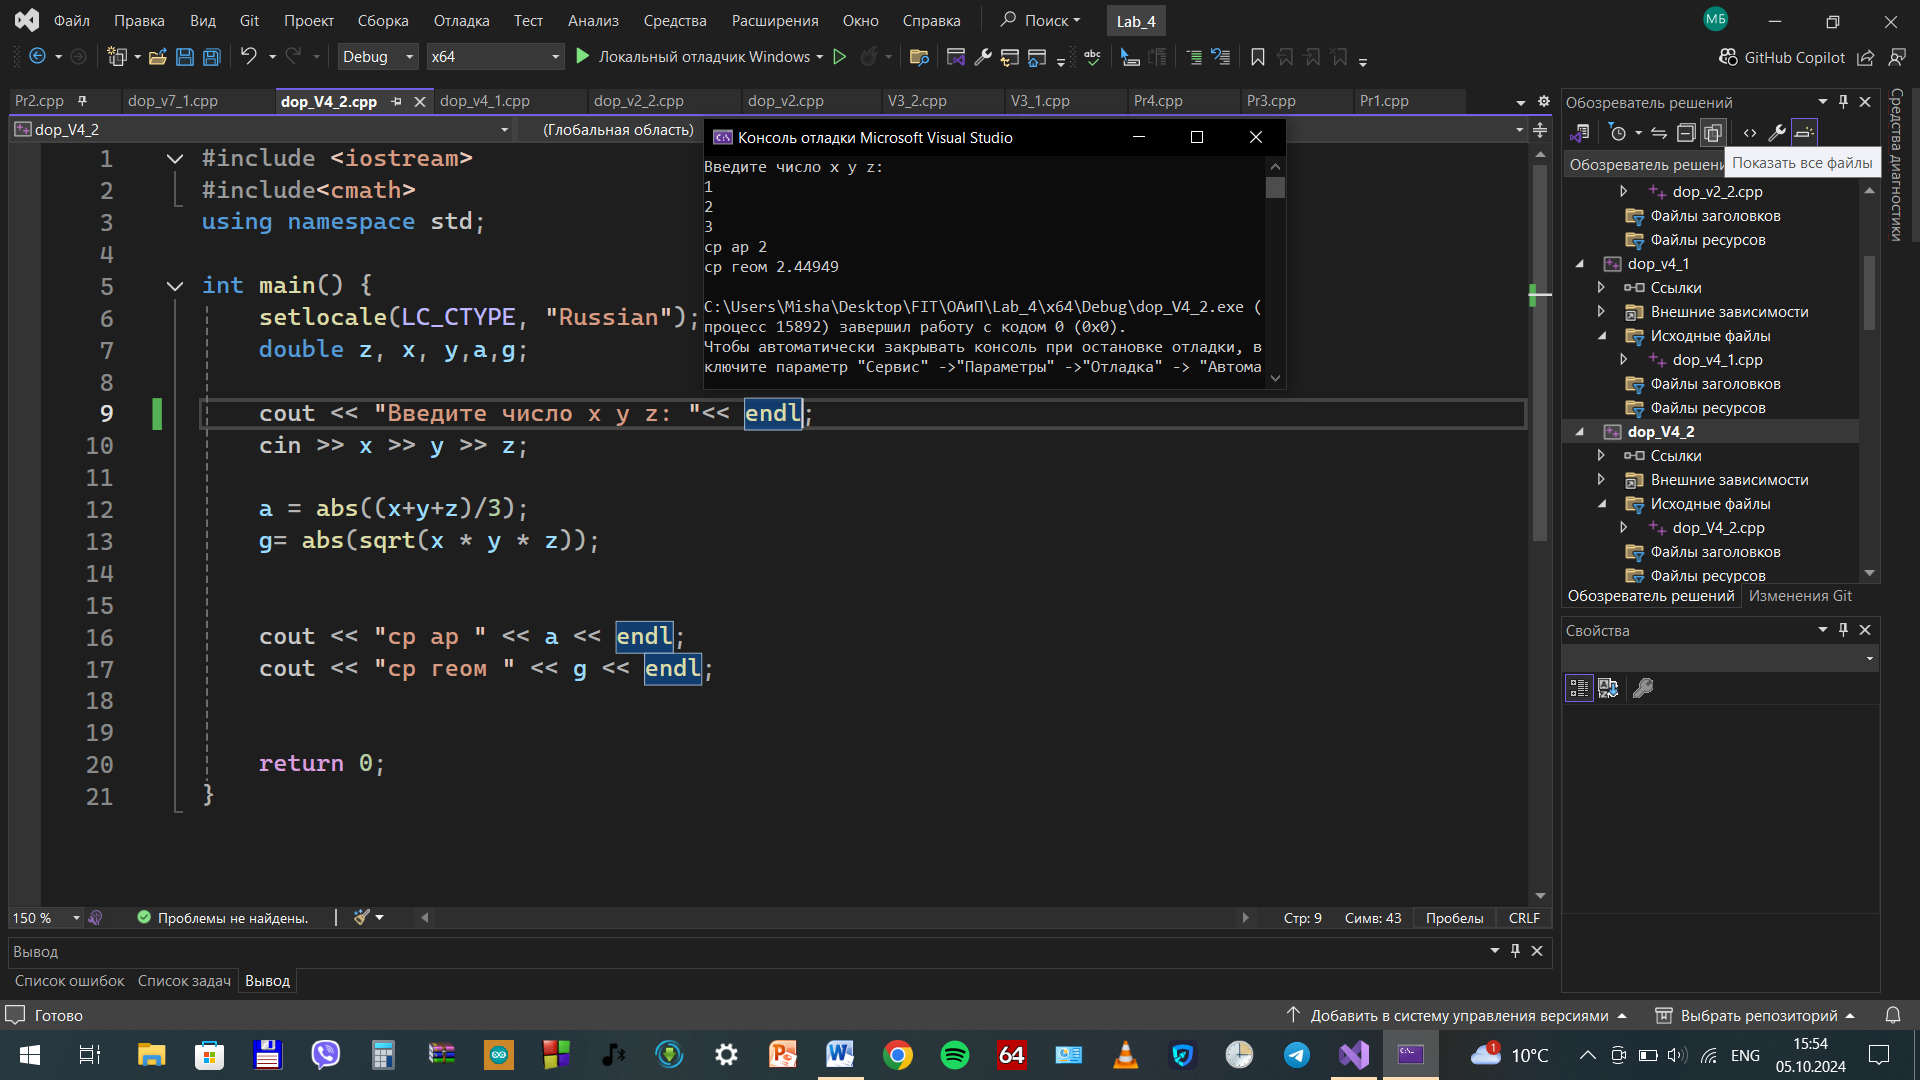 Файл Правка Вид Git Проект Сборка Отладка Тест Анализ Средства Расширения Окно Справка Поиск Lab_4 МБ
Debug x64 Локальный отладчик Windows abc GitHub Copilot
Pr2.cpp dop_v7_1.cpp dop_V4_2.cpp dop_v4_1.cpp dop_v2_2.cpp dop_v2.cpp V3_2.cpp V3_1.cpp Pr4.cpp Pr3.cpp Pr1.cpp
dop_V4_2 (Глобальная область)
1 #include <iostream>
2 #include<cmath>
3 using namespace std;
4
5 int main() {
6 setlocale(LC_CTYPE, "Russian");
7 double z, x, y,a,g;
8
9 cout << "Введите число x y z: "<< endl;
10 cin >> x >> y >> z;
11
12 a = abs((x+y+z)/3);
13 g= abs(sqrt(x * y * z));
14
15
16 cout << "ср ар " << a << endl;
17 cout << "ср геом " << g << endl;
18
19
20 return 0;
21 }
Консоль отладки Microsoft Visual Studio
Введите число x y z:
1
2
3
ср ар 2
ср геом 2.44949
C:\Users\Misha\Desktop\FIT\ОАиП\Lab_4\x64\Debug\dop_V4_2.exe (
процесс 15892) завершил работу с кодом 0 (0x0).
Чтобы автоматически закрывать консоль при остановке отладки, в
ключите параметр "Сервис" ->"Параметры" ->"Отладка" -> "Автома
Обозреватель решений
Обозреватель решени
Показать все файлы
dop_v2_2.cpp
Файлы заголовков
Файлы ресурсов
dop_v4_1
Ссылки
Внешние зависимости
Исходные файлы
dop_v4_1.cpp
Файлы заголовков
Файлы ресурсов
dop_V4_2
Ссылки
Внешние зависимости
Исходные файлы
dop_V4_2.cpp
Файлы заголовков
Файлы ресурсов
Обозреватель решений Изменения Git
Свойства
Средства диагностики
150 % Проблемы не найдены. Стр: 9 Симв: 43 Пробелы CRLF
Вывод
Список ошибок Список задач Вывод
Готово Добавить в систему управления версиями Выбрать репозиторий
64 1 10°C ENG 15:54
05.10.2024